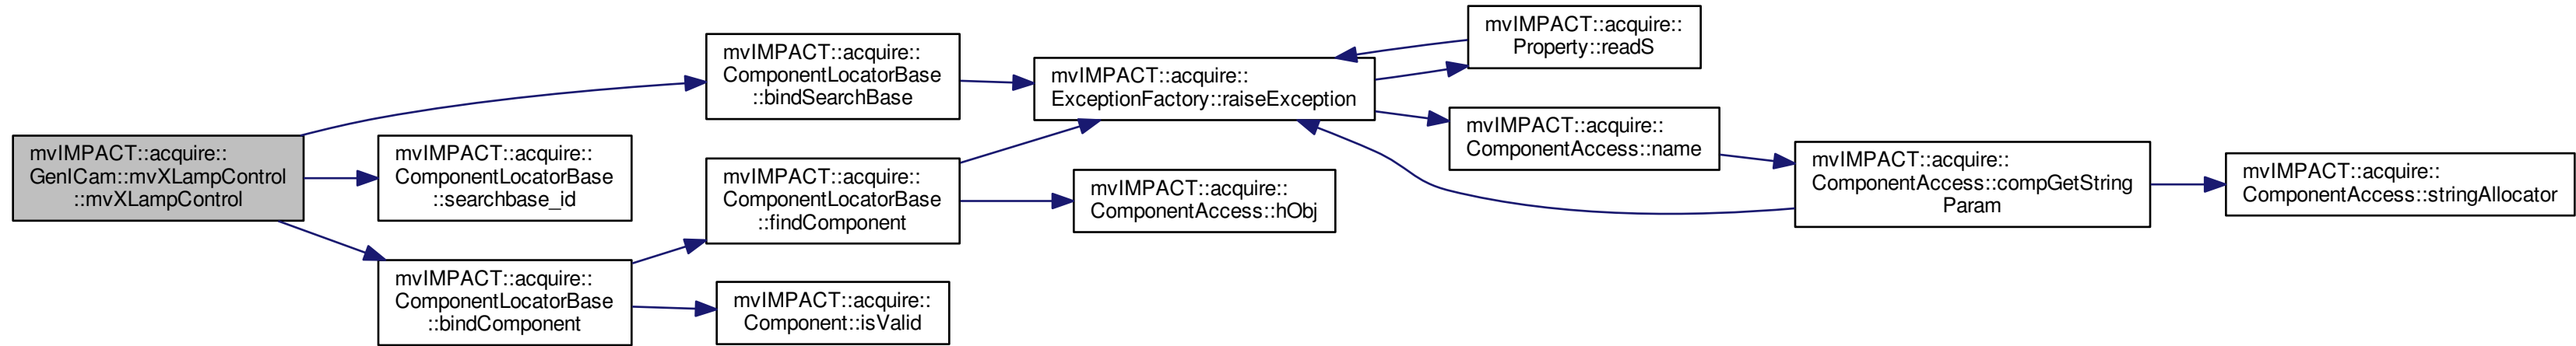 mvIMPACT::acquire::
GenICam::mvXLampControl
::mvXLampControl
mvIMPACT::acquire::
ComponentLocatorBase
::bindSearchBase
mvIMPACT::acquire::
ComponentLocatorBase
::searchbase_id
mvIMPACT::acquire::
ComponentLocatorBase
::bindComponent
mvIMPACT::acquire::
ComponentLocatorBase
::findComponent
mvIMPACT::acquire::
Component::isValid
mvIMPACT::acquire::
ExceptionFactory::raiseException
mvIMPACT::acquire::
ComponentAccess::hObj
mvIMPACT::acquire::
Property::readS
mvIMPACT::acquire::
ComponentAccess::name
mvIMPACT::acquire::
ComponentAccess::compGetString
Param
mvIMPACT::acquire::
ComponentAccess::stringAllocator